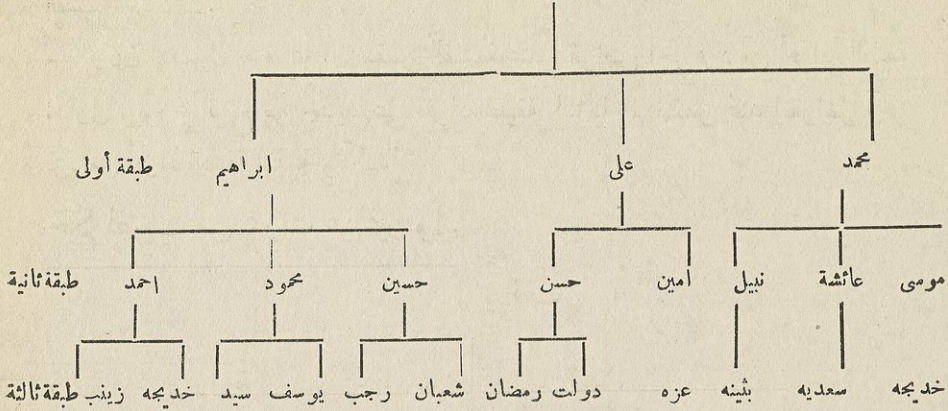 محمد على ابراهيم طبقة أولى
موسى عائشة نبيل امين حسن حسين محمود احمد طبقة ثانية
خديجه سعديه بثينه عزه دولت رمضان شعبان رجب يوسف سيد خديجه زينب طبقة ثالثة